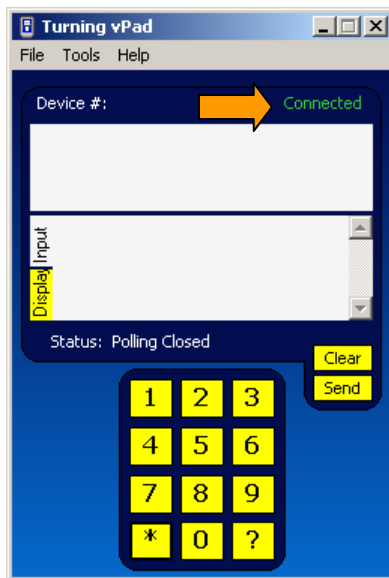 Turning vPad
File Tools Help
Device #: Connected
Input
Display
Status: Polling Closed
Clear
Send
1 2 3
4 5 6
7 8 9
* 0 ?